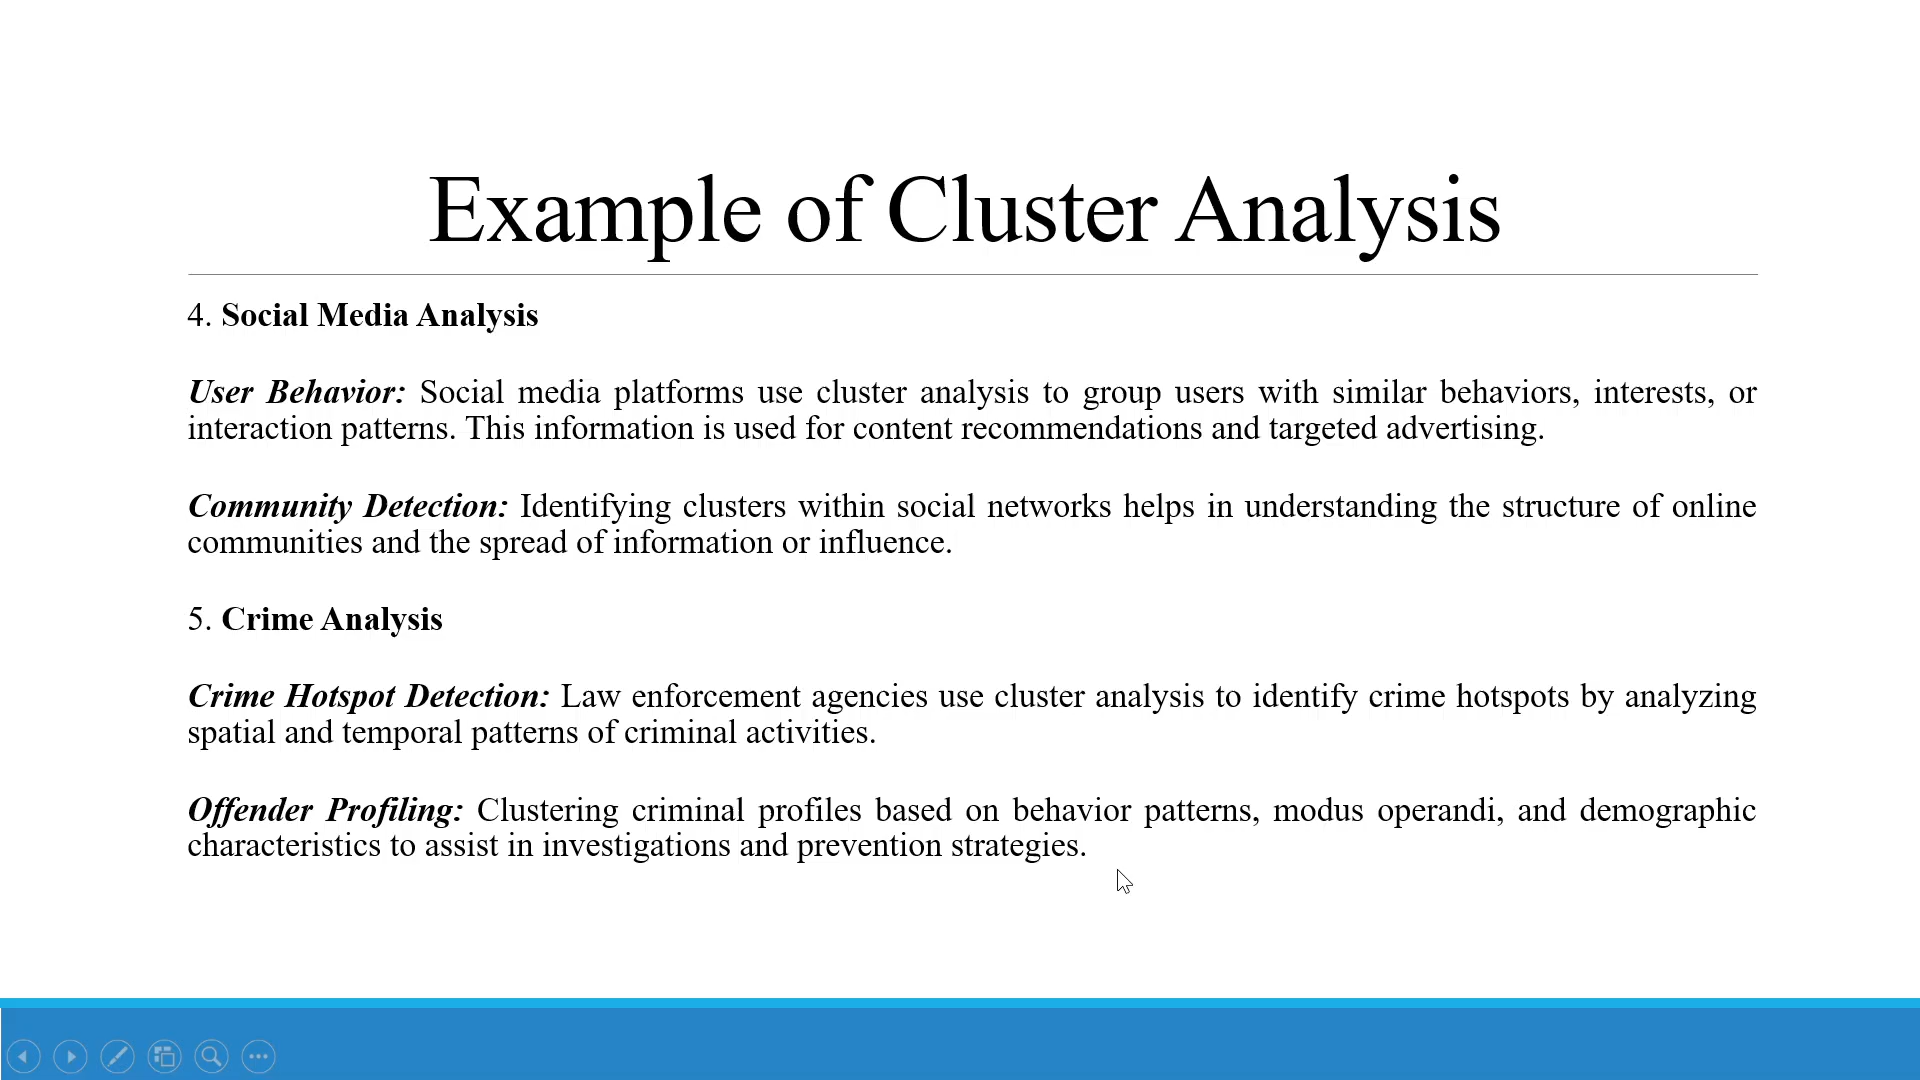 Example of Cluster Analysis
4. Social Media Analysis
User Behavior: Social media platforms use cluster analysis to group users with similar behaviors, interests, or
interaction patterns. This information is used for content recommendations and targeted advertising.
Community Detection: Identifying clusters within social networks helps in understanding the structure of online
communities and the spread of information or influence.
5. Crime Analysis
Crime Hotspot Detection: Law enforcement agencies use cluster analysis to identify crime hotspots by analyzing
spatial and temporal patterns of criminal activities.
Offender Profiling: Clustering criminal profiles based on behavior patterns, modus operandi, and demographic
characteristics to assist in investigations and prevention strategies.